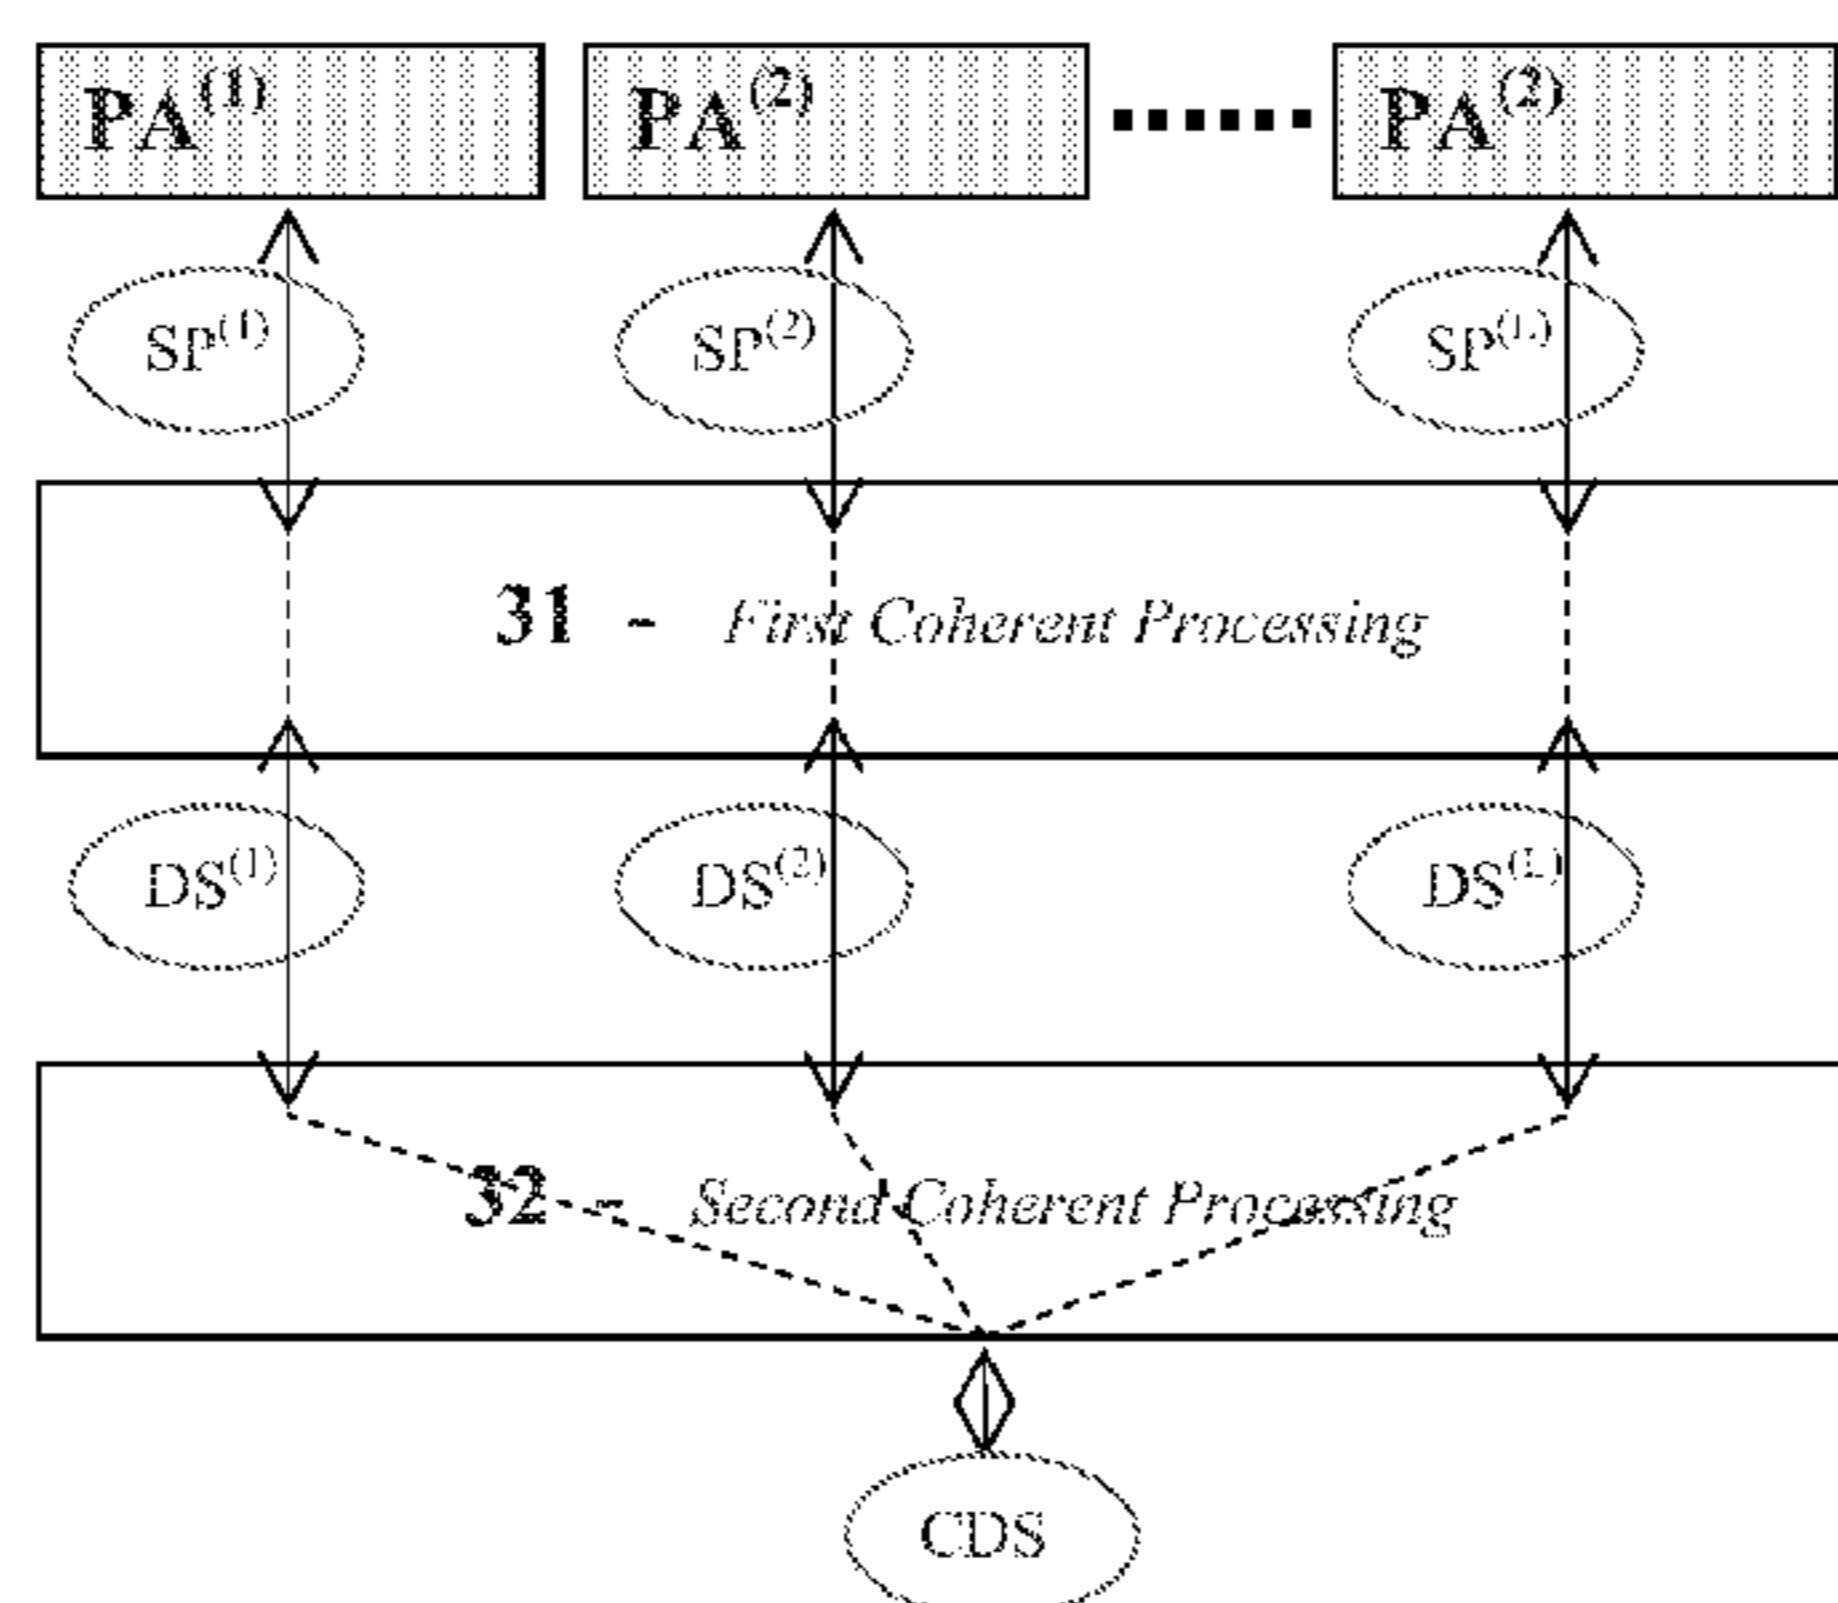 PA(1) PA(2) PA(2)
SP(1) SP(2) SP(L)
31 - First Coherent Processing
DS(1) DS(2) DS(L)
32 - Second Coherent Processing
CDS